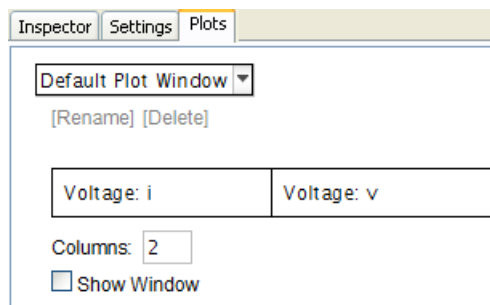 Inspector Settings Plots
Default Plot Window
[Rename] [Delete]
Voltage: i Voltage: v
Columns: 2
Show Window